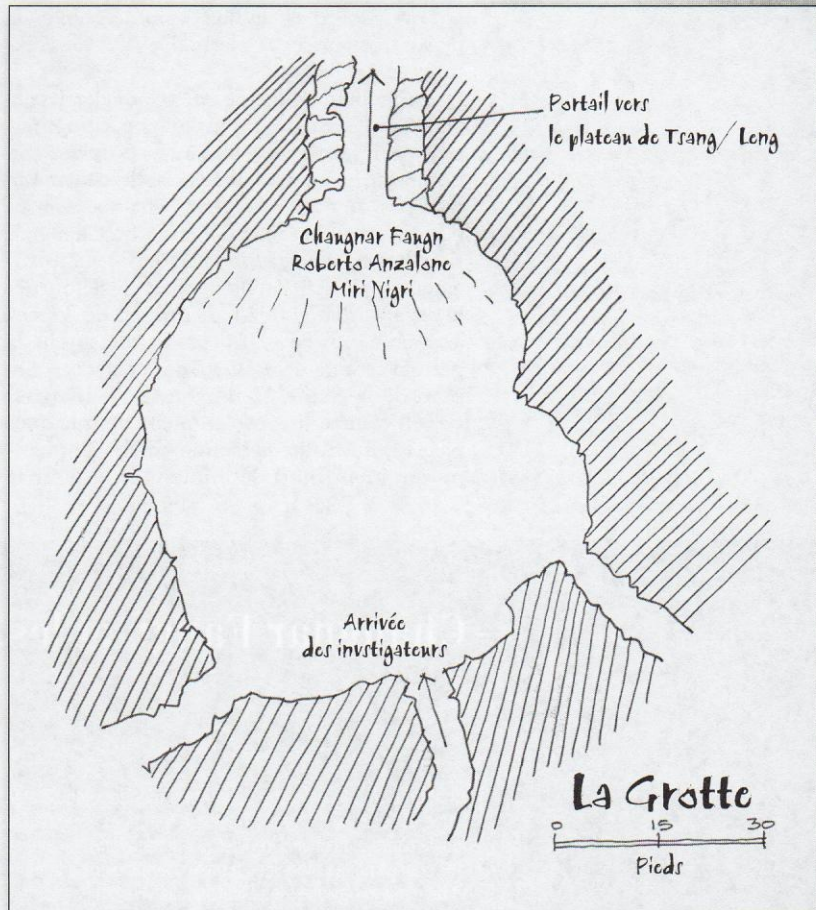 Portail vers
le plateau de Tsang/Leng
Chaugnar Faugn
Roberto Anzalone
Miri Nigri
Arrivée
des invstigateurs
La Grotte
0 15 30
Pieds